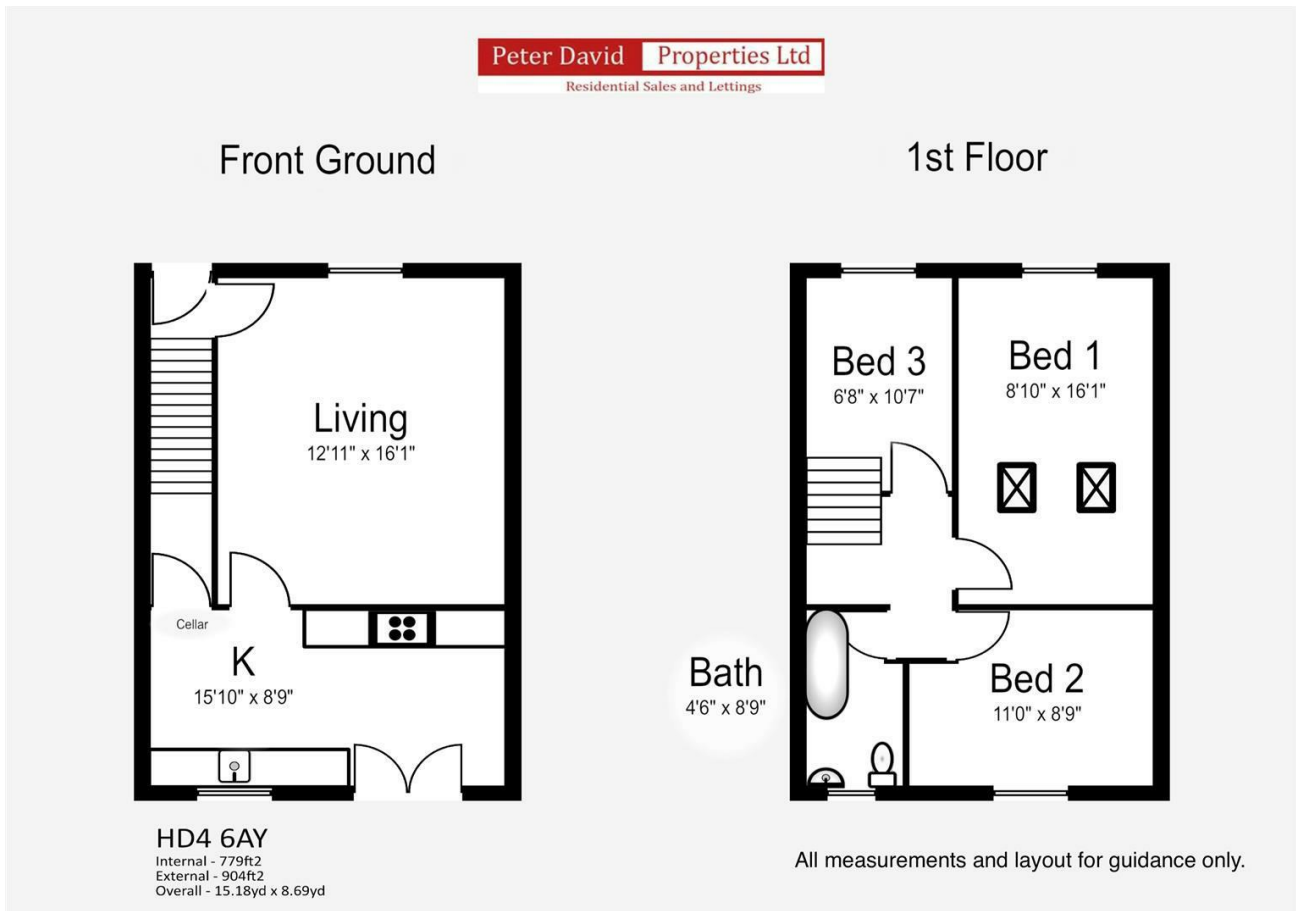 Peter David Properties Ltd
Residential Sales and Lettings
Front Ground
1st Floor
Living
12'11" x 16'1"
Cellar
K
15'10" x 8'9"
Bed 3
6'8" x 10'7"
Bed 1
8'10" x 16'1"
Bath
4'6" x 8'9"
Bed 2
11'0" x 8'9"
HD4 6AY
Internal - 779ft2
External - 904ft2
Overall - 15.18yd x 8.69yd
All measurements and layout for guidance only.